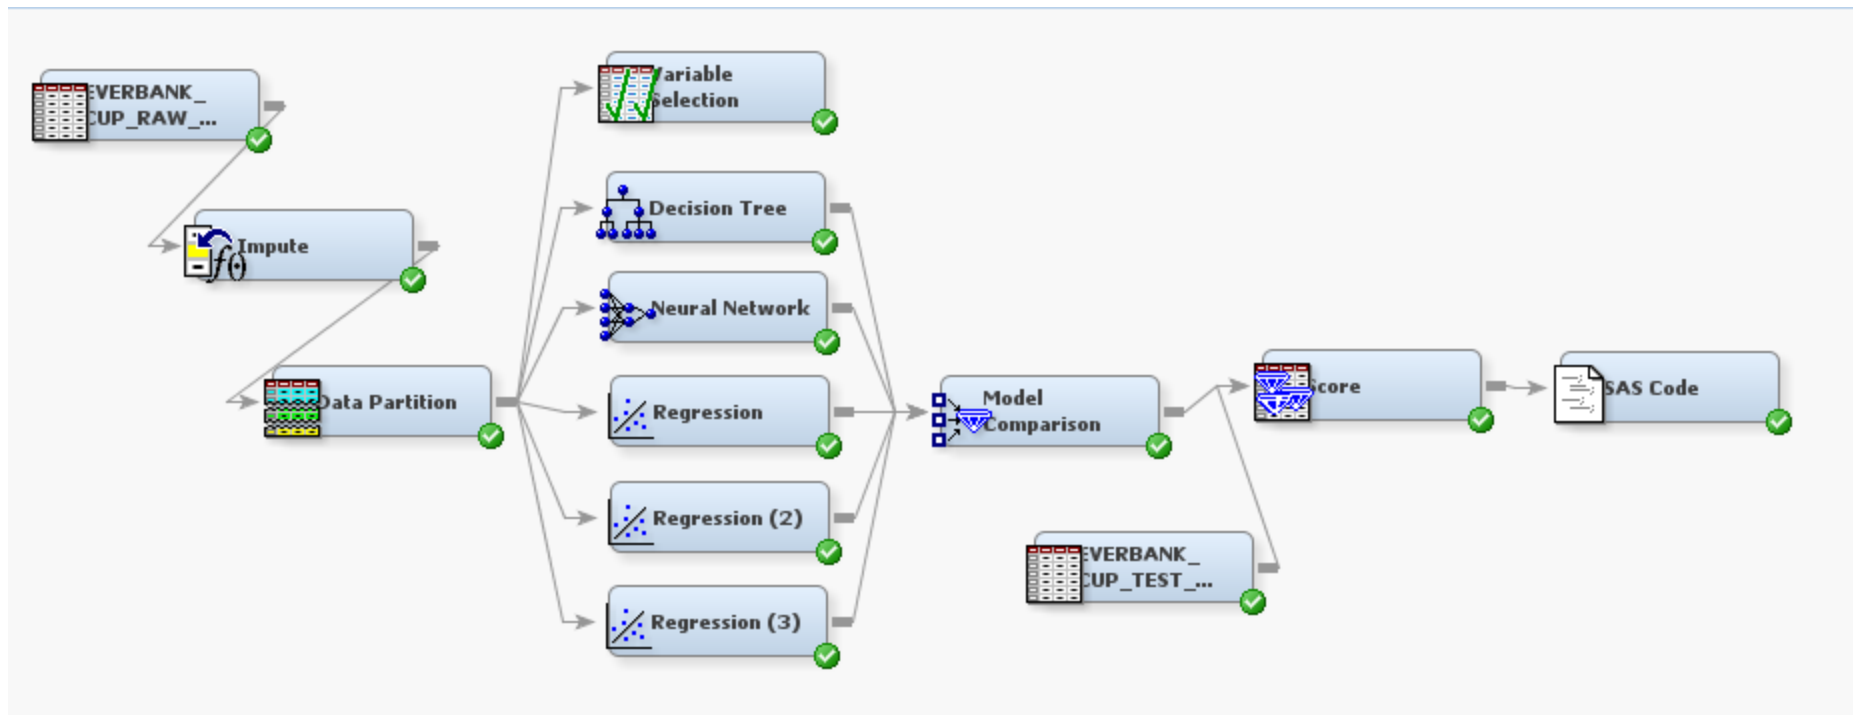 EVERBANK_
CUP_RAW_...
Impute
Data Partition
Variable
Selection
Decision Tree
Neural Network
Regression
Regression (2)
Regression (3)
Model
Comparison
EVERBANK_
CUP_TEST_...
Score
SAS Code